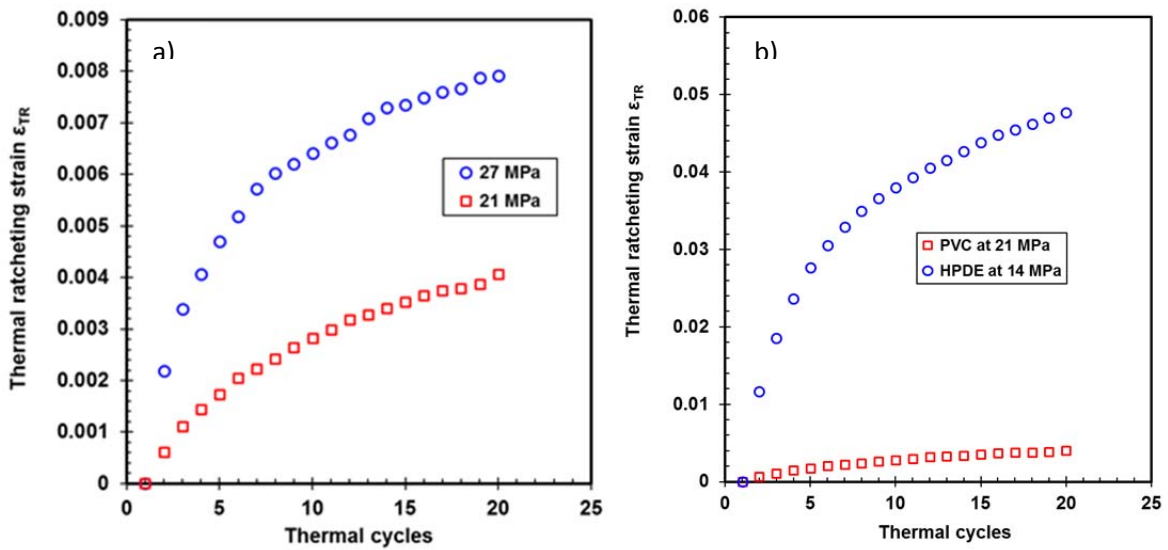 a)
Thermal ratcheting strain εTR
0.009
0.008
0.007
0.006
0.005
0.004
0.003
0.002
0.001
0
27 MPa
21 MPa
0 5 10 15 20 25
Thermal cycles
b)
Thermal ratcheting strain εTR
0.06
0.05
0.04
0.03
0.02
0.01
0
PVC at 21 MPa
HPDE at 14 MPa
0 5 10 15 20 25
Thermal cycles